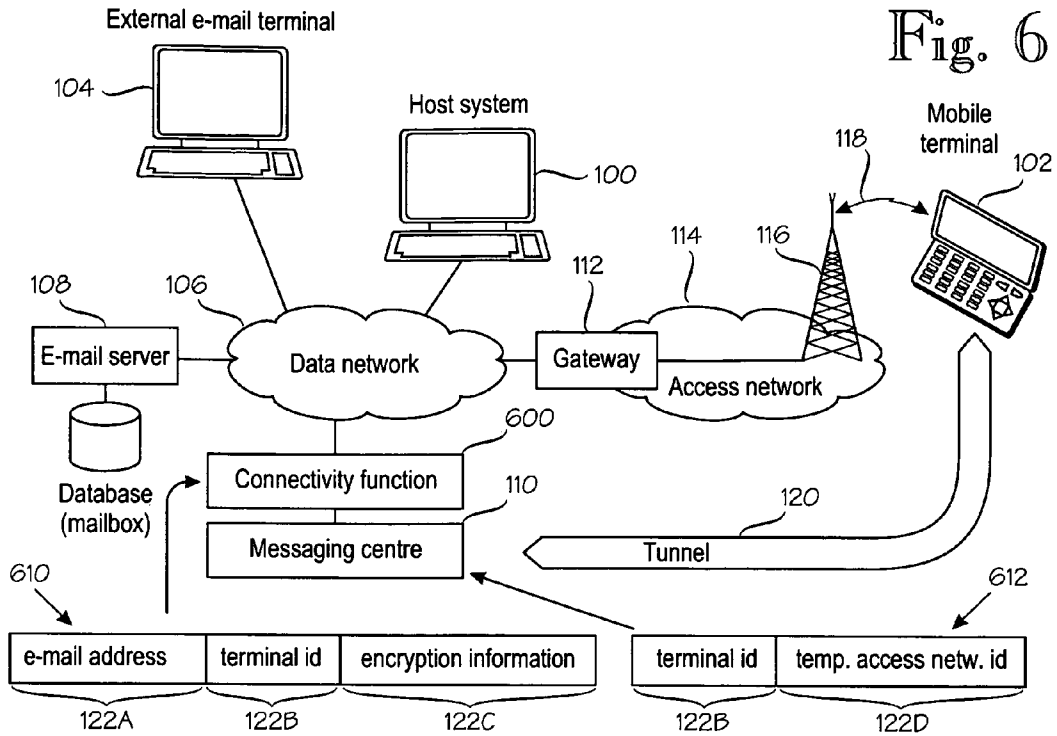 External e-mail terminal
Fig. 6
104
Host system
Mobile
terminal
118
102
100
116
114
112
108
106
E-mail server
Data network
Gateway
Access network
600
Database
(mailbox)
Connectivity function
110
Messaging centre
120
Tunnel
610
612
e-mail address
terminal id
encryption information
terminal id
temp. access netw. id
122A
122B
122C
122B
122D